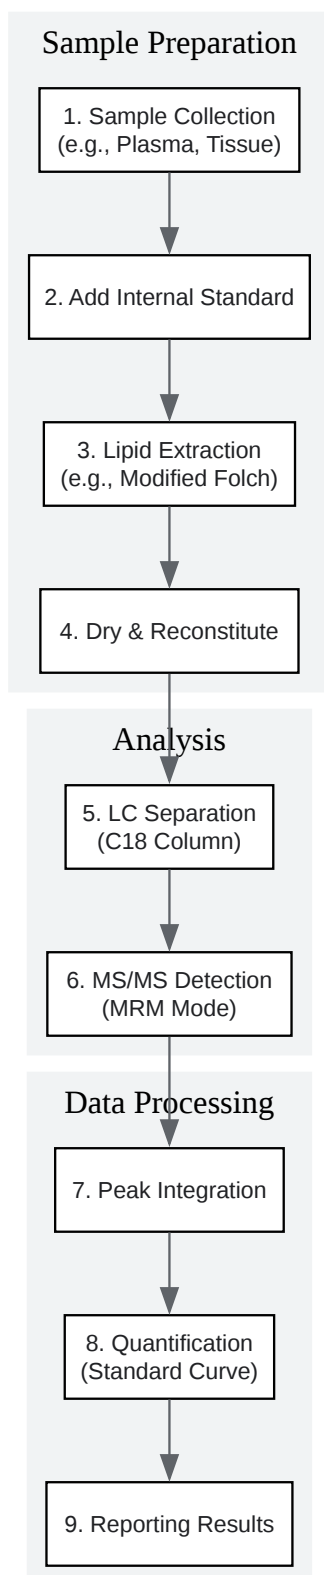 Sample Preparation
1. Sample Collection
(e.g., Plasma, Tissue)
2. Add Internal Standard
3. Lipid Extraction
(e.g., Modified Folch)
4. Dry & Reconstitute
Analysis
5. LC Separation
(C18 Column)
6. MS/MS Detection
(MRM Mode)
Data Processing
7. Peak Integration
8. Quantification
(Standard Curve)
9. Reporting Results